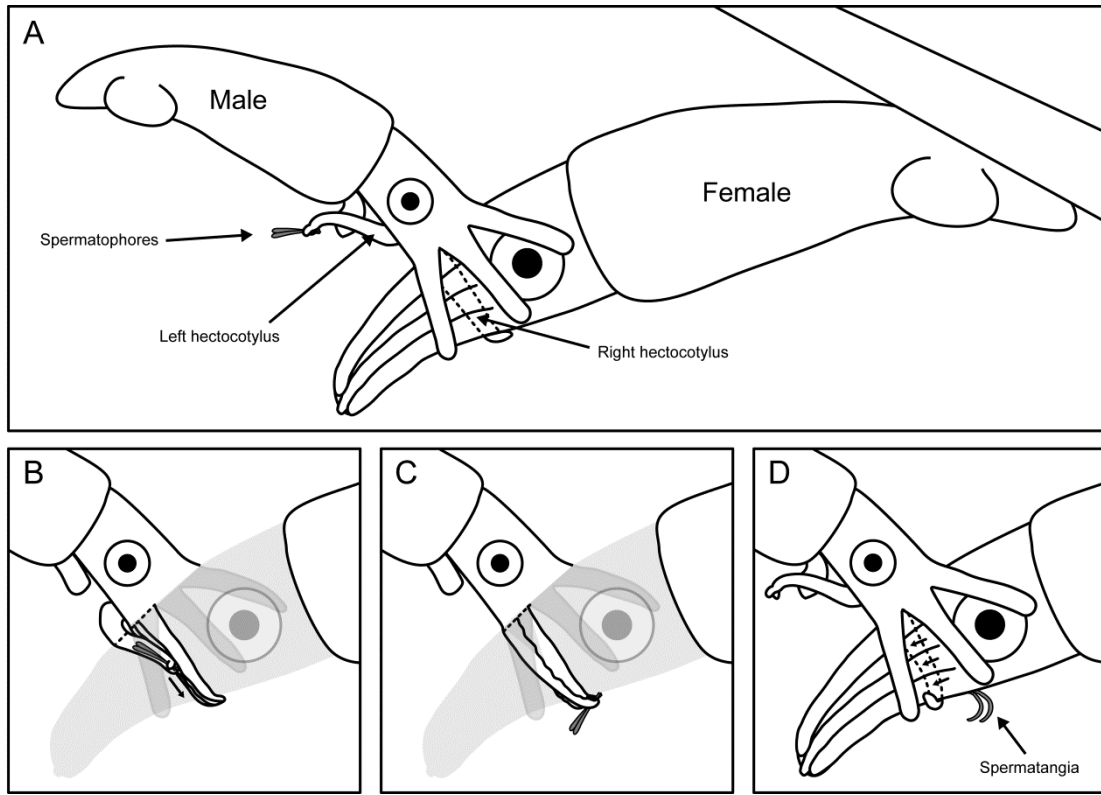 A
Male
Female
Spermatophores
Left hectocotylus
Right hectocotylus
B
C
D
Spermatangia